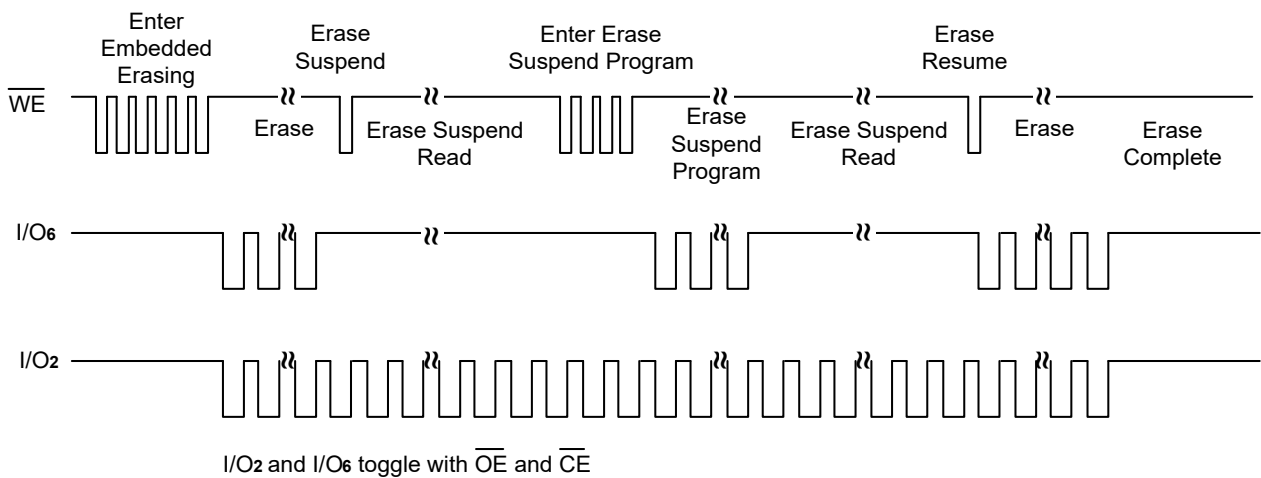 Enter
Embedded
Erasing
Erase
Suspend
Enter Erase
Suspend Program
Erase
Resume
WE
Erase
Erase Suspend
Read
Erase
Suspend
Program
Erase Suspend
Read
Erase
Erase
Complete
I/O6
I/O2
I/O2 and I/O6 toggle with OE and CE